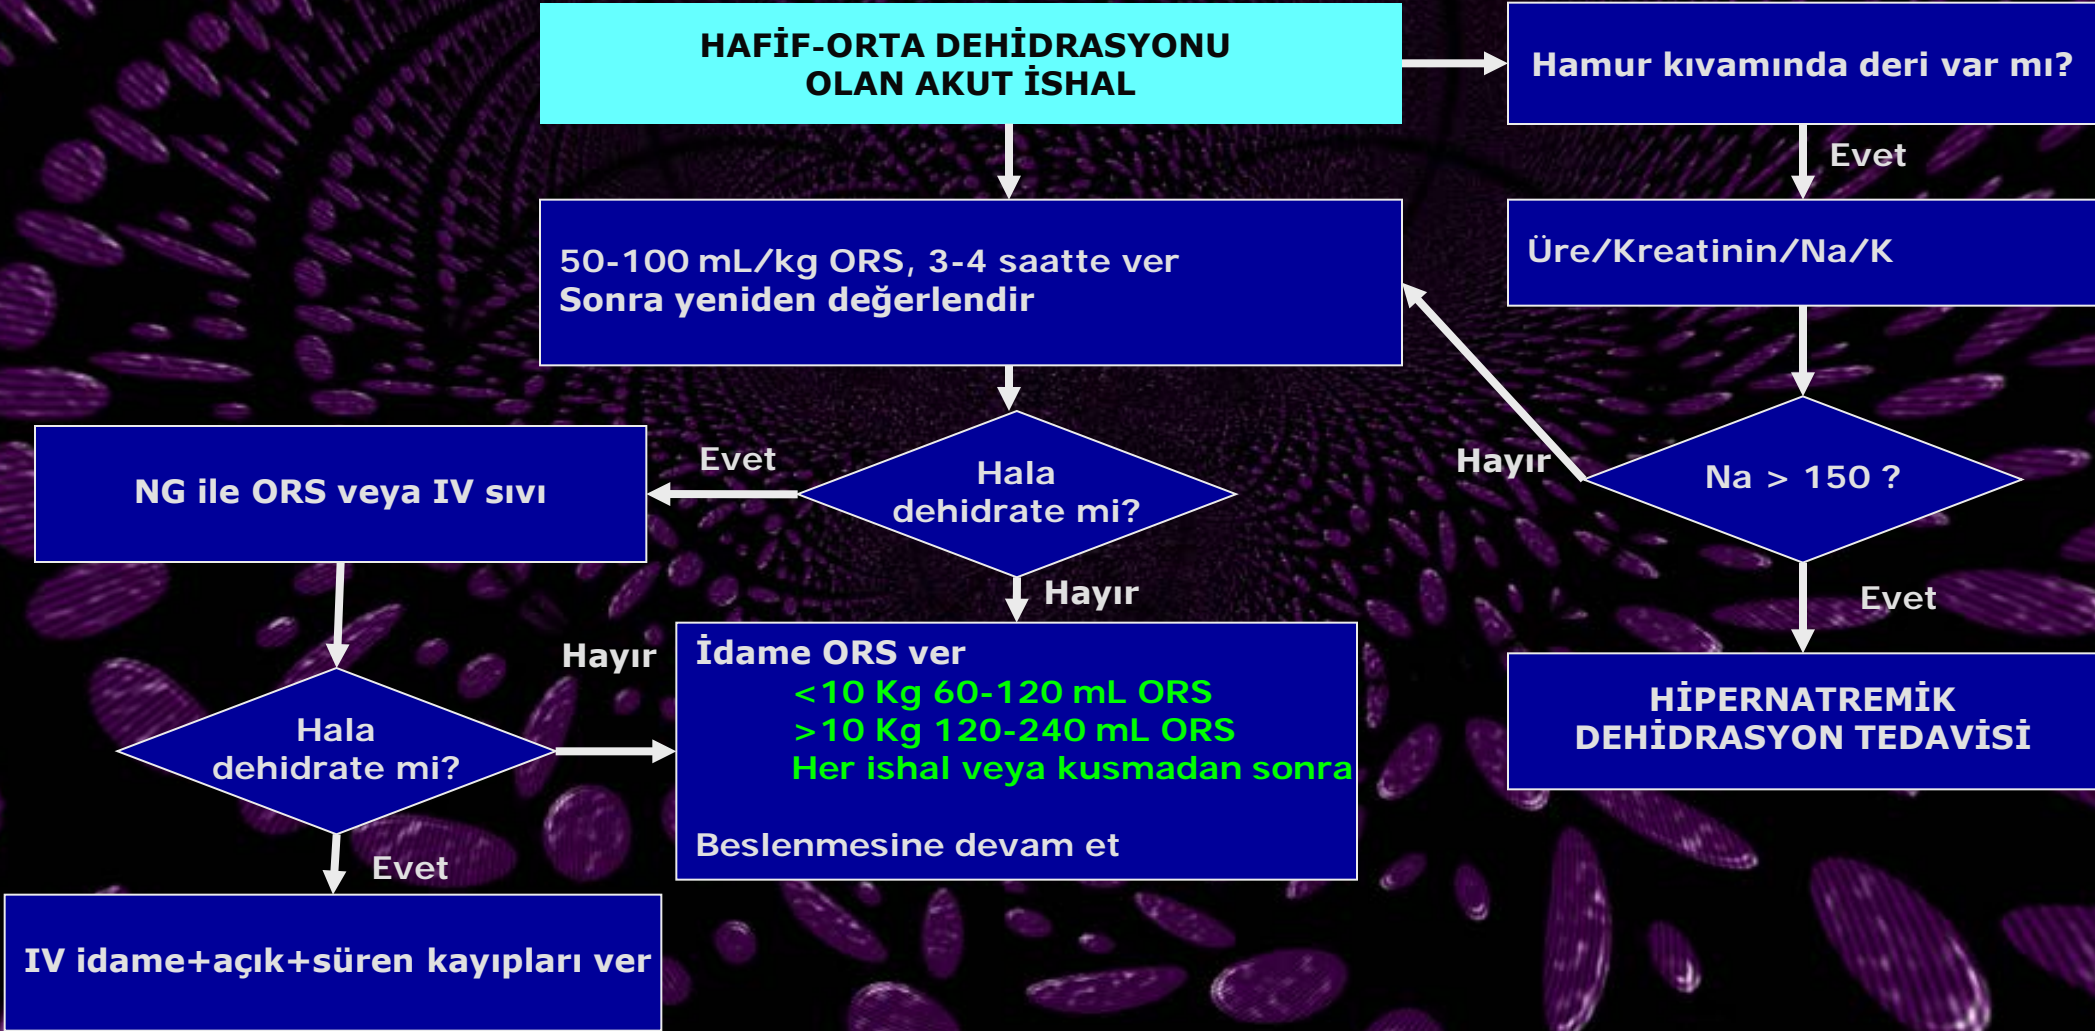 HAFİF-ORTA DEHİDRASYONU
OLAN AKUT İSHAL
Hamur kıvamında deri var mı?
Evet
50-100 mL/kg ORS, 3-4 saatte ver
Sonra yeniden değerlendir
Üre/Kreatinin/Na/K
Evet
Hala
dehidrate mi?
Hayır
Na > 150 ?
NG ile ORS veya IV sıvı
Hayır
Evet
Hayır
İdame ORS ver
<10 Kg 60-120 mL ORS
>10 Kg 120-240 mL ORS
Her ishal veya kusmadan sonra
Beslenmesine devam et
HİPERNATREMİK
DEHİDRASYON TEDAVİSİ
Hala
dehidrate mi?
Evet
IV idame+açık+süren kayıpları ver